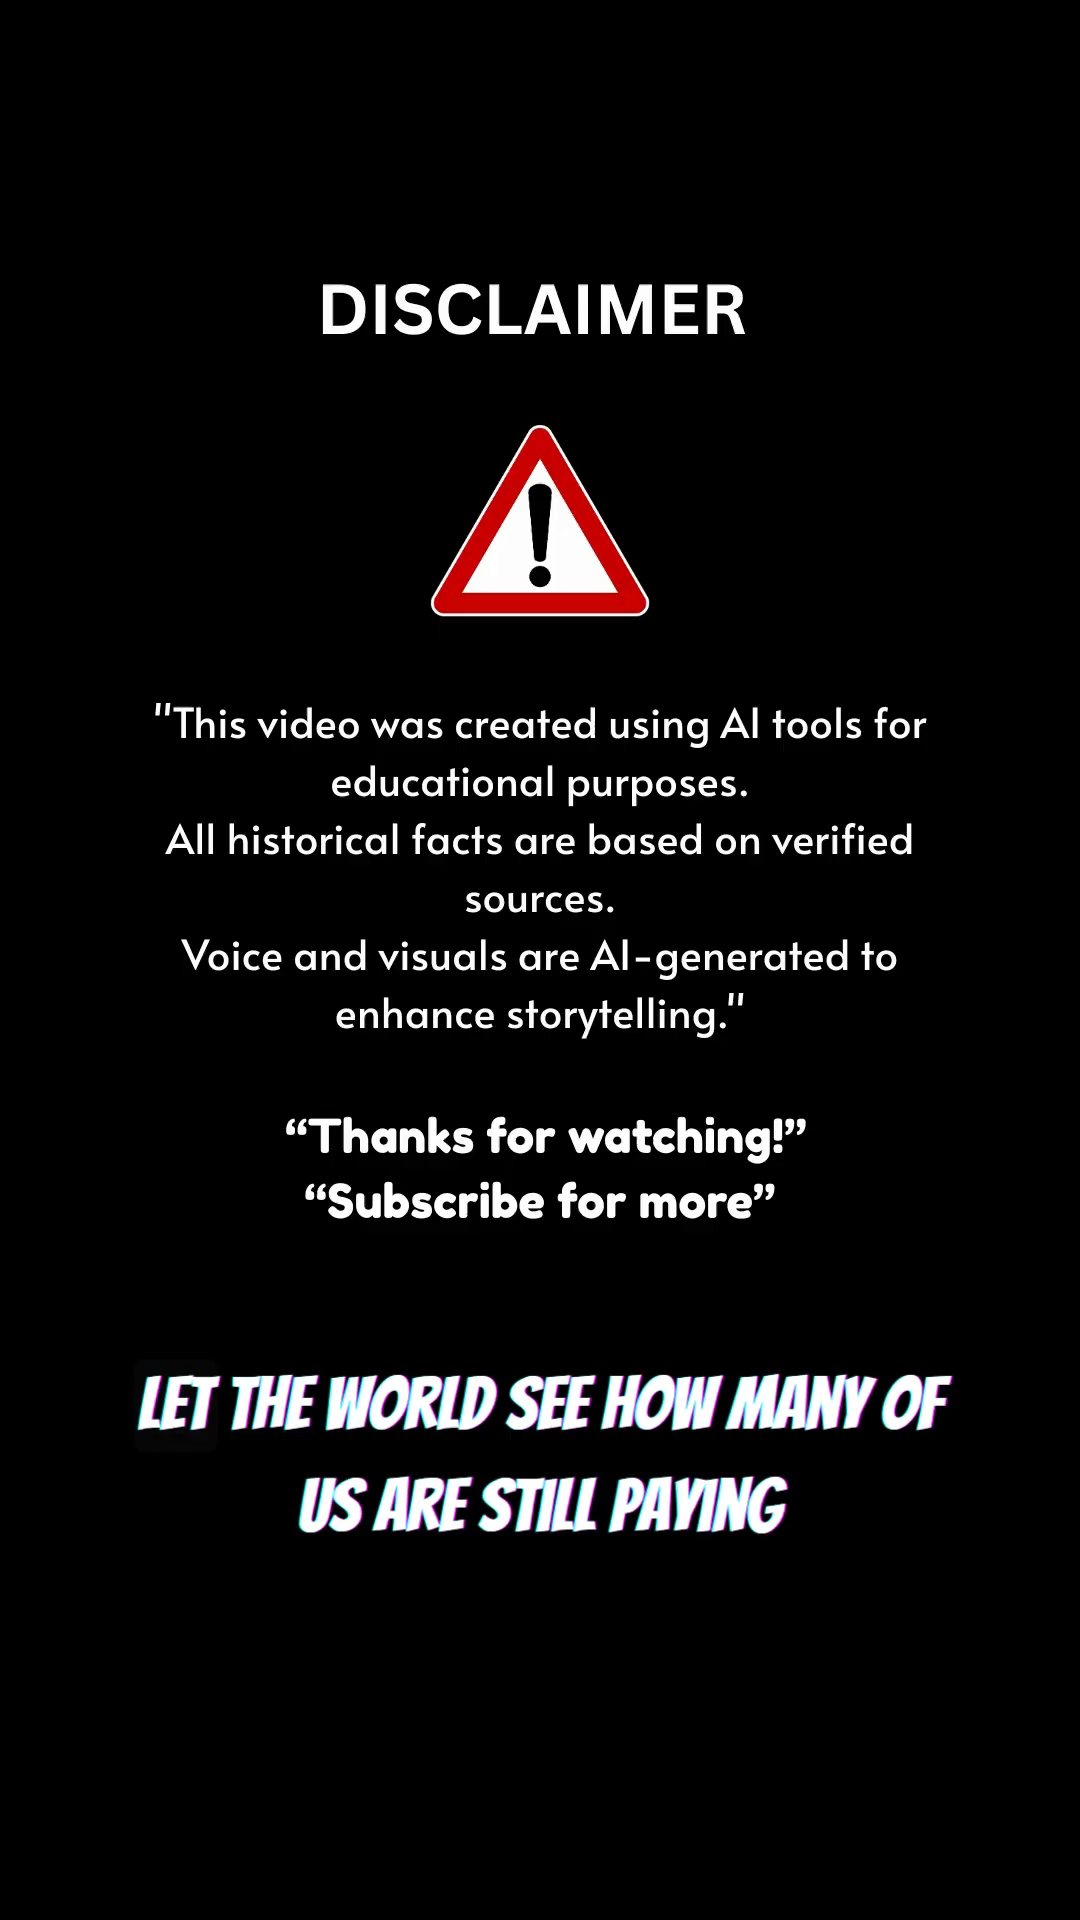 DISCLAIMER
"This video was created using AI tools for
educational purposes.
All historical facts are based on verified
sources.
Voice and visuals are AI-generated to
enhance storytelling."
“Thanks for watching!”
“Subscribe for more”
LET THE WORLD SEE HOW MANY OF
US ARE STILL PAYING